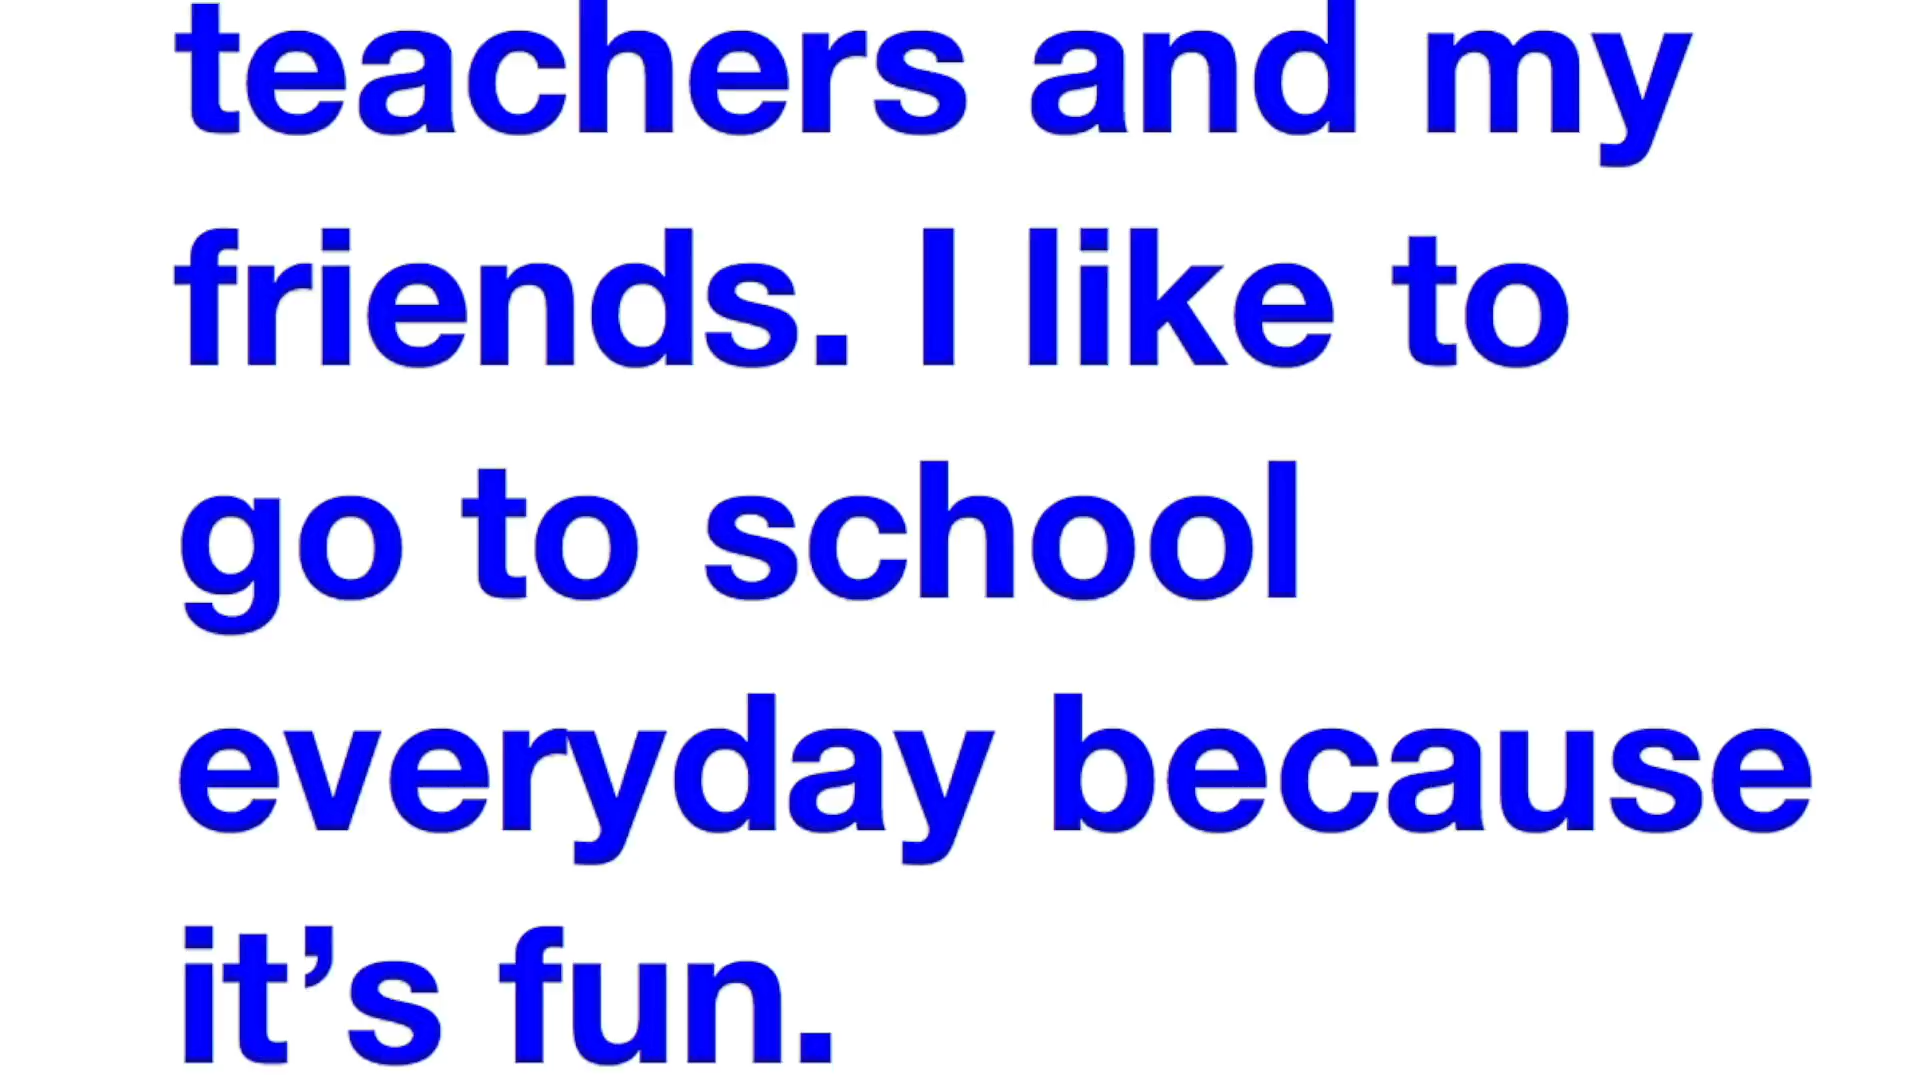 teachers and my
friends. I like to
go to school
everyday because
it’s fun.